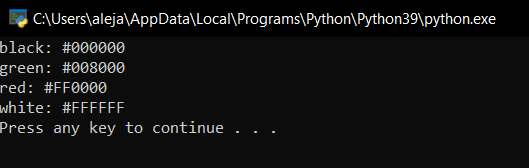 C:\Users\aleja\AppData\Local\Programs\Python\Python39\python.exe
black: #000000
green: #008000
red: #FF0000
white: #FFFFFF
Press any key to continue . . .